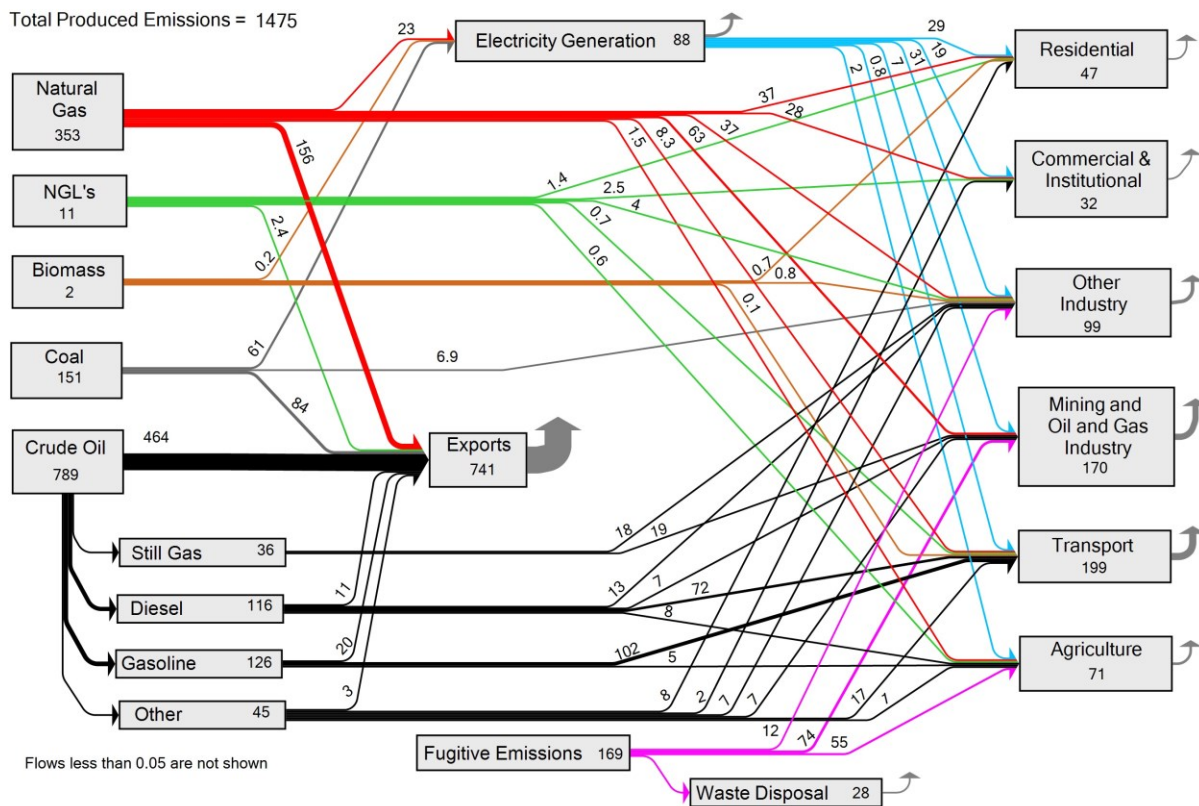 Total Produced Emissions = 1475
23
Electricity Generation 88
29
19
31
7
0.8
2
Residential
47
Natural
Gas
353
37
28
37
63
8.3
1.5
156
Commercial &
Institutional
32
NGL's
11
1.4
2.5
4
0.7
0.6
2.4
Biomass
2
0.2
0.7
0.8
0.1
Other
Industry
99
Coal
151
61
6.9
84
Mining and
Oil and Gas
Industry
170
Crude Oil
789
464
Exports
741
Still Gas 36
18
19
Transport
199
Diesel 116
11
13
7
72
8
Gasoline 126
20
102
5
Agriculture
71
Other 45
3
8
2
7
7
17
1
Fugitive Emissions 169
12
74
55
Flows less than 0.05 are not shown
Waste Disposal 28